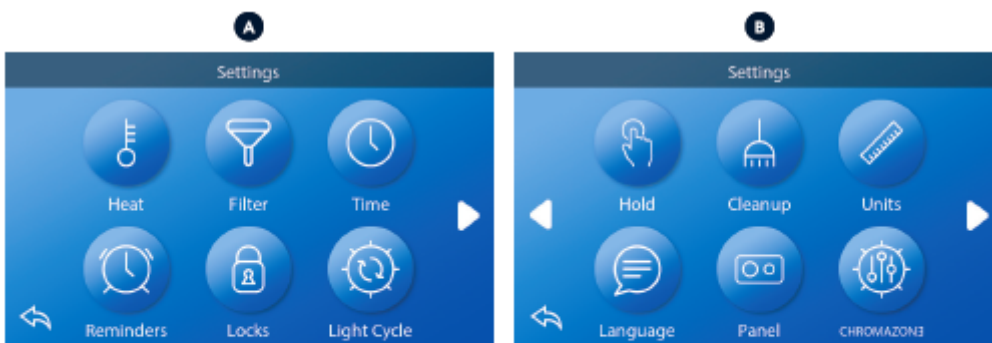 A
B
Settings
Heat
Filter
Time
Reminders
Locks
Light Cycle
Settings
Hold
Cleanup
Units
Language
Panel
CHROMAZON3